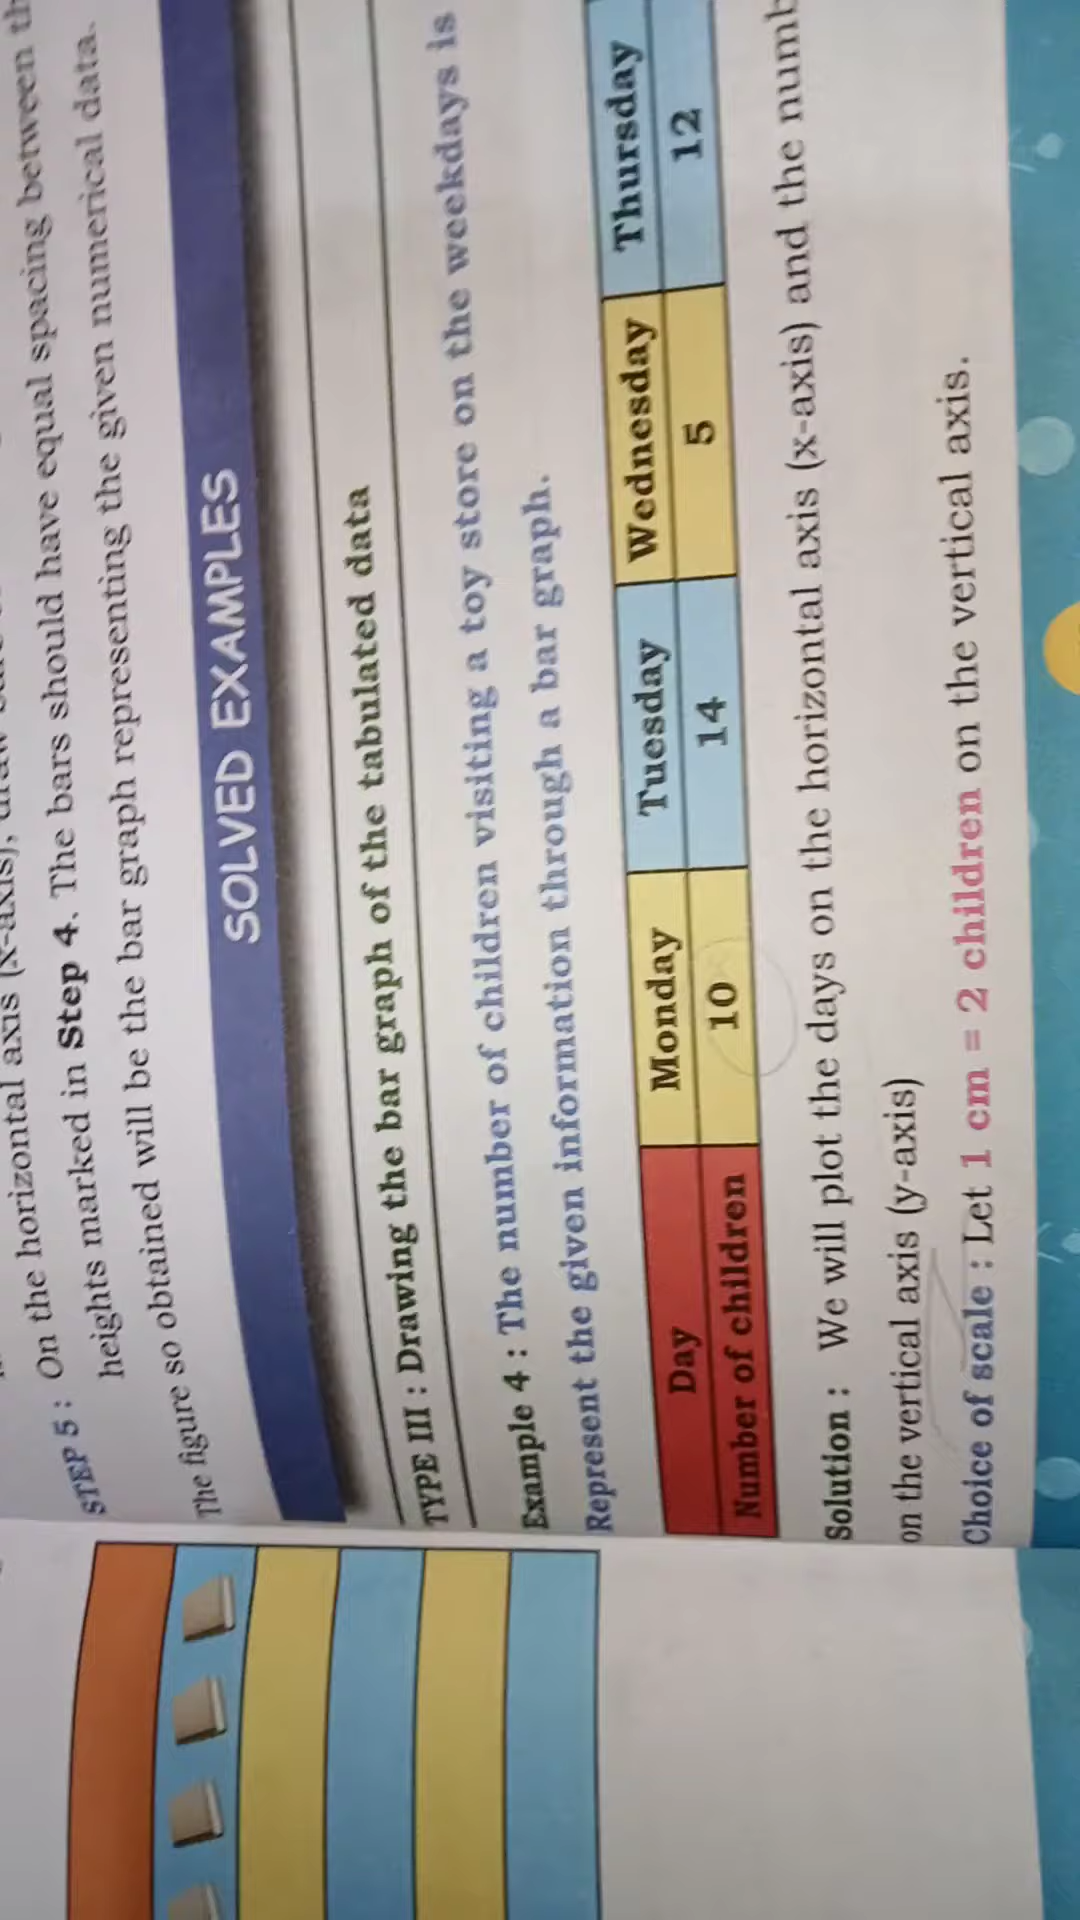 On the horizontal axis (x-axis),
STEP 5 : On the horizontal axis
heights marked in Step 4. The bars should have equal spacing between
The figure so obtained will be the bar graph representing the given numerical data.
SOLVED EXAMPLES
TYPE III : Drawing the bar graph of the tabulated data
Example 4 : The number of children visiting a toy store on the weekdays is
Represent the given information through a bar graph.
Day Monday Tuesday Wednesday Thursday
Number of children 10 14 5 12
Solution : We will plot the days on the horizontal axis (x-axis) and the
on the vertical axis (y-axis)
Choice of scale : Let 1 cm = 2 children on the vertical axis.